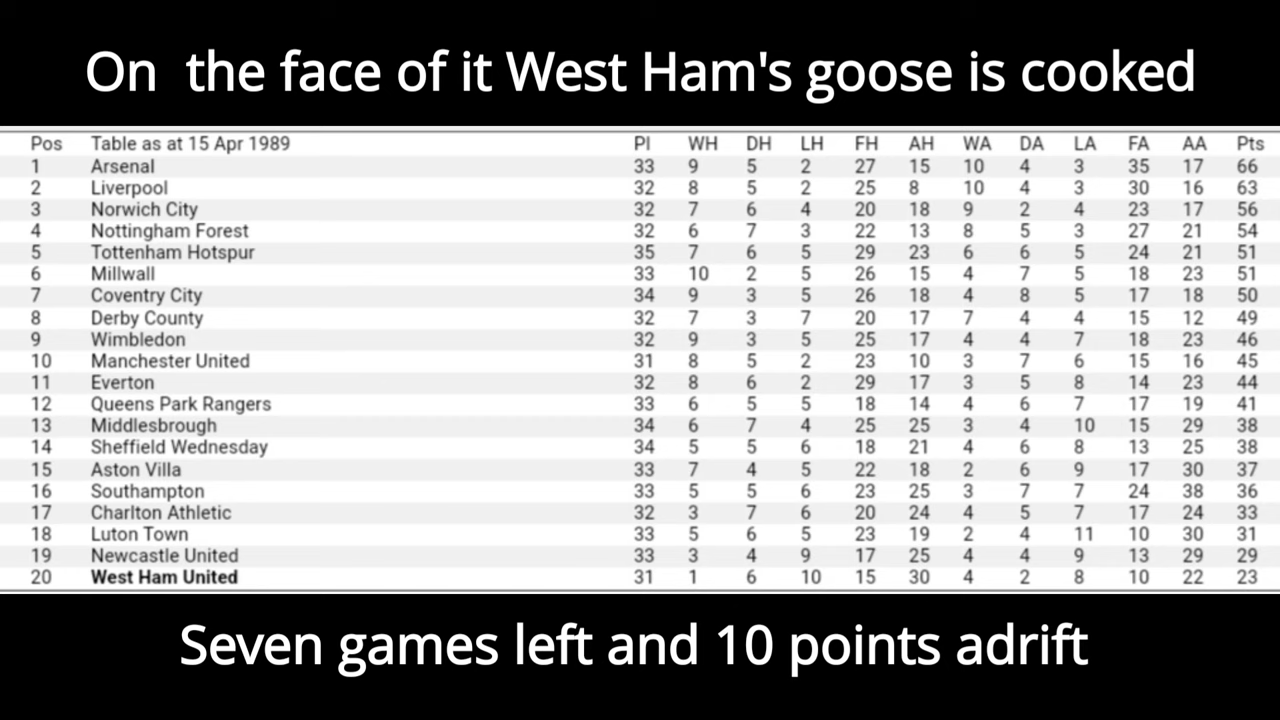 On the face of it West Ham's goose is cooked
Pos Table as at 15 Apr 1989 Pl WH DH LH FH AH WA DA LA FA AA Pts
1 Arsenal 33 9 5 2 27 15 10 4 3 35 17 66
2 Liverpool 32 8 5 2 25 8 10 4 3 30 16 63
3 Norwich City 32 7 6 4 20 18 9 2 4 23 17 56
4 Nottingham Forest 32 6 7 3 22 13 8 5 3 27 21 54
5 Tottenham Hotspur 35 7 6 5 29 23 6 6 5 24 21 51
6 Millwall 33 10 2 5 26 15 4 7 5 18 23 51
7 Coventry City 34 9 3 5 26 18 4 8 5 17 18 50
8 Derby County 32 7 3 7 20 17 7 4 4 15 12 49
9 Wimbledon 32 9 3 5 25 17 4 4 7 18 23 46
10 Manchester United 31 8 5 2 23 10 3 7 6 15 16 45
11 Everton 32 8 6 2 29 17 3 5 8 14 23 44
12 Queens Park Rangers 33 6 5 5 18 14 4 6 7 17 19 41
13 Middlesbrough 34 6 7 4 25 25 3 4 10 15 29 38
14 Sheffield Wednesday 34 5 5 6 18 21 4 6 8 13 25 38
15 Aston Villa 33 7 4 5 22 18 2 6 9 17 30 37
16 Southampton 33 5 5 6 23 25 3 7 7 24 38 36
17 Charlton Athletic 32 3 7 6 20 24 4 5 7 17 24 33
18 Luton Town 33 5 6 5 23 19 2 4 11 10 30 31
19 Newcastle United 33 3 4 9 17 25 4 4 9 13 29 29
20 West Ham United 31 1 6 10 15 30 4 2 8 10 22 23
Seven games left and 10 points adrift